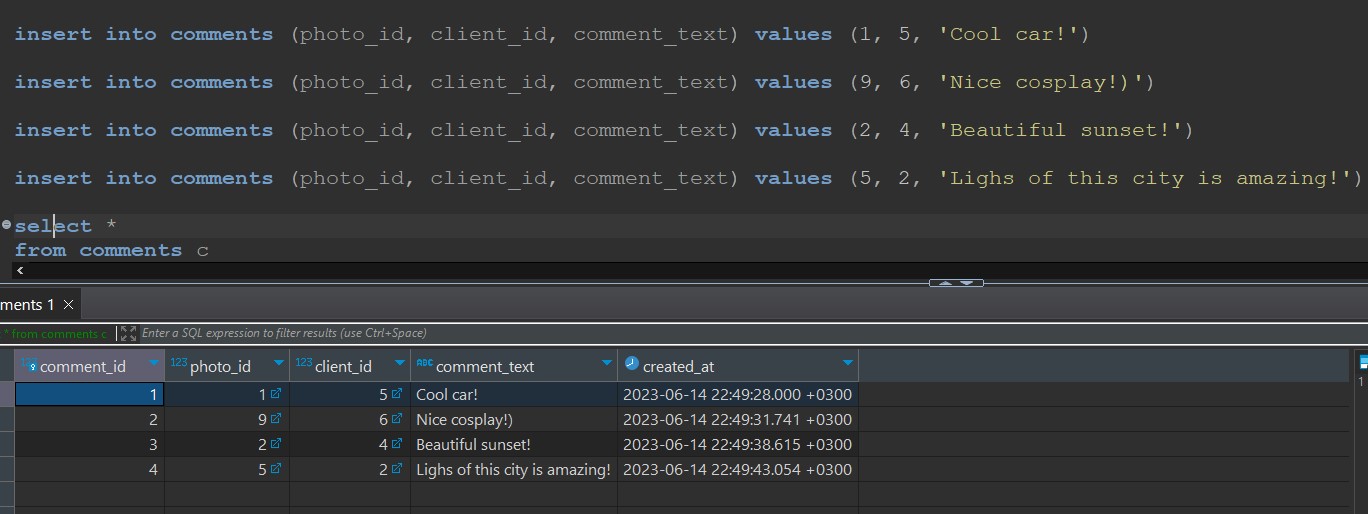 insert into comments (photo_id, client_id, comment_text) values (1, 5, 'Cool car!')
insert into comments (photo_id, client_id, comment_text) values (9, 6, 'Nice cosplay!)')
insert into comments (photo_id, client_id, comment_text) values (2, 4, 'Beautiful sunset!')
insert into comments (photo_id, client_id, comment_text) values (5, 2, 'Lighs of this city is amazing!')
select *
from comments c
ments 1
* from comments c Enter a SQL expression to filter results (use Ctrl+Space)
123 comment_id 123 photo_id 123 client_id ABC comment_text created_at
1 1 5 Cool car! 2023-06-14 22:49:28.000 +0300
2 9 6 Nice cosplay!) 2023-06-14 22:49:31.741 +0300
3 2 4 Beautiful sunset! 2023-06-14 22:49:38.615 +0300
4 5 2 Lighs of this city is amazing! 2023-06-14 22:49:43.054 +0300
1